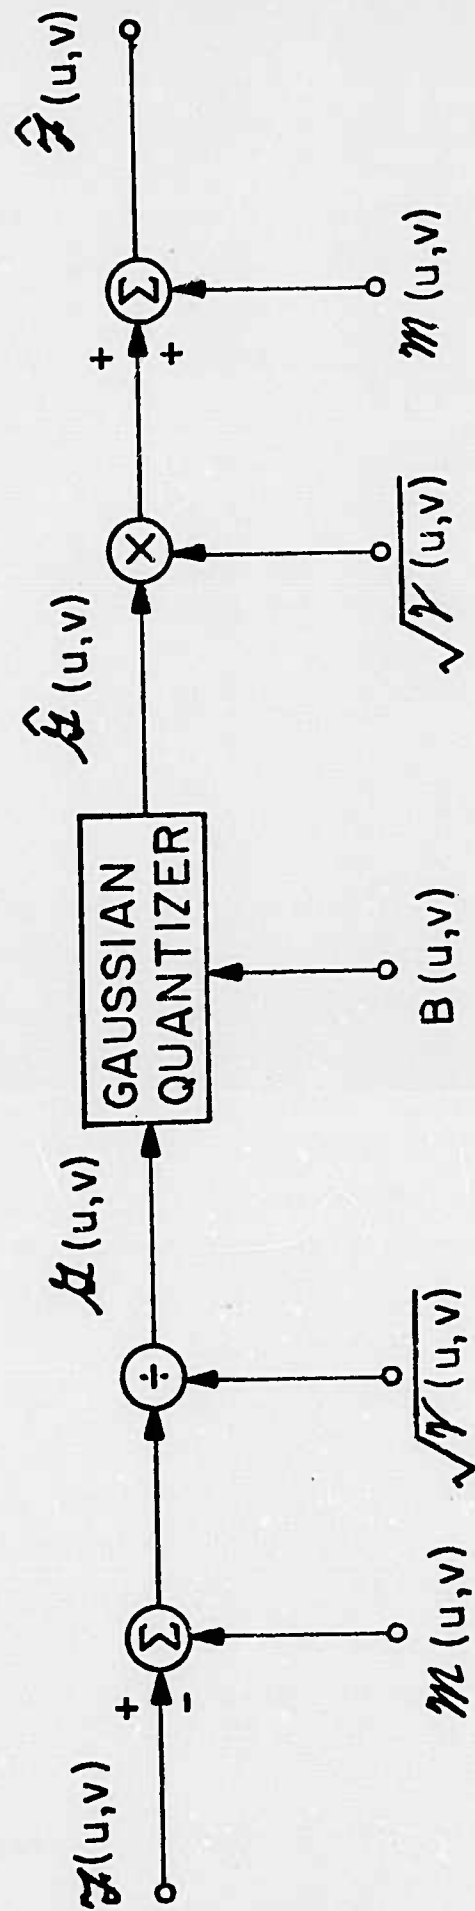 ℱ(u,v)
+
−
Σ
𝓜(u,v)
÷
√𝒱(u,v)
𝒢(u,v)
GAUSSIAN
QUANTIZER
B(u,v)
𝒢̂(u,v)
×
√𝒱(u,v)
+
+
Σ
𝓜(u,v)
ℱ̂(u,v)